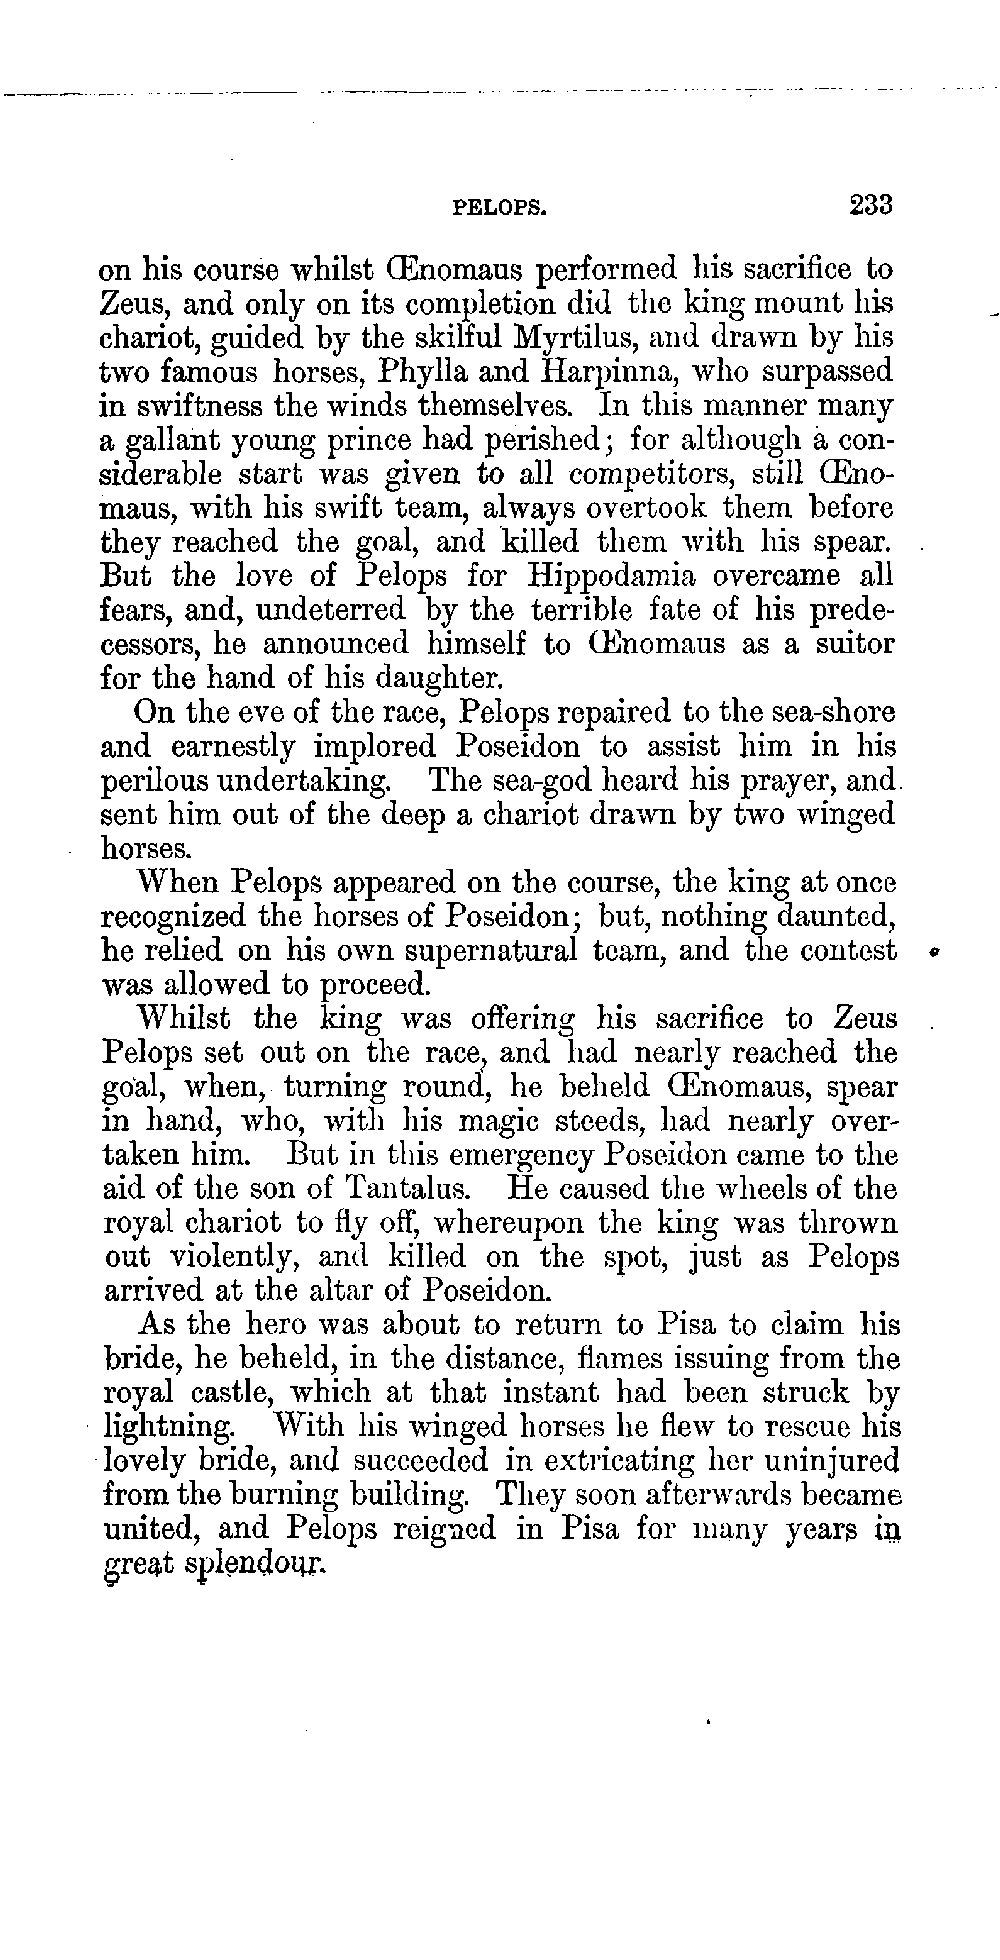 PELOPS. 233
on his course whilst Œnomaus performed his sacrifice to
Zeus, and only on its completion did the king mount his
chariot, guided by the skilful Myrtilus, and drawn by his
two famous horses, Phylla and Harpinna, who surpassed
in swiftness the winds themselves. In this manner many
a gallant young prince had perished; for although a con-
siderable start was given to all competitors, still Œno-
maus, with his swift team, always overtook them before
they reached the goal, and killed them with his spear.
But the love of Pelops for Hippodamia overcame all
fears, and, undeterred by the terrible fate of his prede-
cessors, he announced himself to Œnomaus as a suitor
for the hand of his daughter.
On the eve of the race, Pelops repaired to the sea-shore
and earnestly implored Poseidon to assist him in his
perilous undertaking. The sea-god heard his prayer, and
sent him out of the deep a chariot drawn by two winged
horses.
When Pelops appeared on the course, the king at once
recognized the horses of Poseidon; but, nothing daunted,
he relied on his own supernatural team, and the contest
was allowed to proceed.
Whilst the king was offering his sacrifice to Zeus
Pelops set out on the race, and had nearly reached the
goal, when, turning round, he beheld Œnomaus, spear
in hand, who, with his magic steeds, had nearly over-
taken him. But in this emergency Poseidon came to the
aid of the son of Tantalus. He caused the wheels of the
royal chariot to fly off, whereupon the king was thrown
out violently, and killed on the spot, just as Pelops
arrived at the altar of Poseidon.
As the hero was about to return to Pisa to claim his
bride, he beheld, in the distance, flames issuing from the
royal castle, which at that instant had been struck by
lightning. With his winged horses he flew to rescue his
lovely bride, and succeeded in extricating her uninjured
from the burning building. They soon afterwards became
united, and Pelops reigned in Pisa for many years in
great splendour.